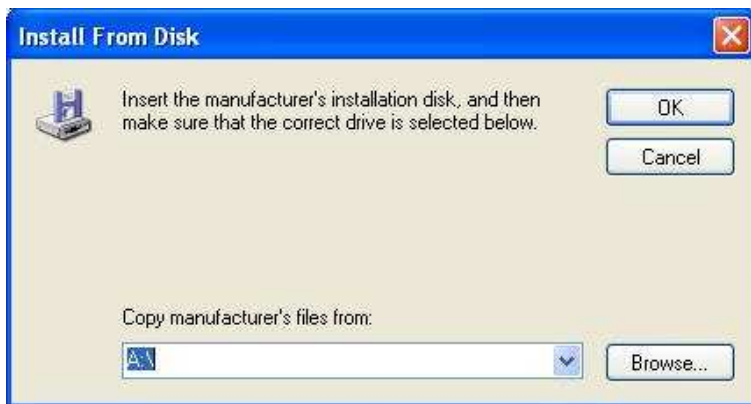 Install From Disk
Insert the manufacturer's installation disk, and then
make sure that the correct drive is selected below.
OK
Cancel
Copy manufacturer's files from:
A:\
Browse...